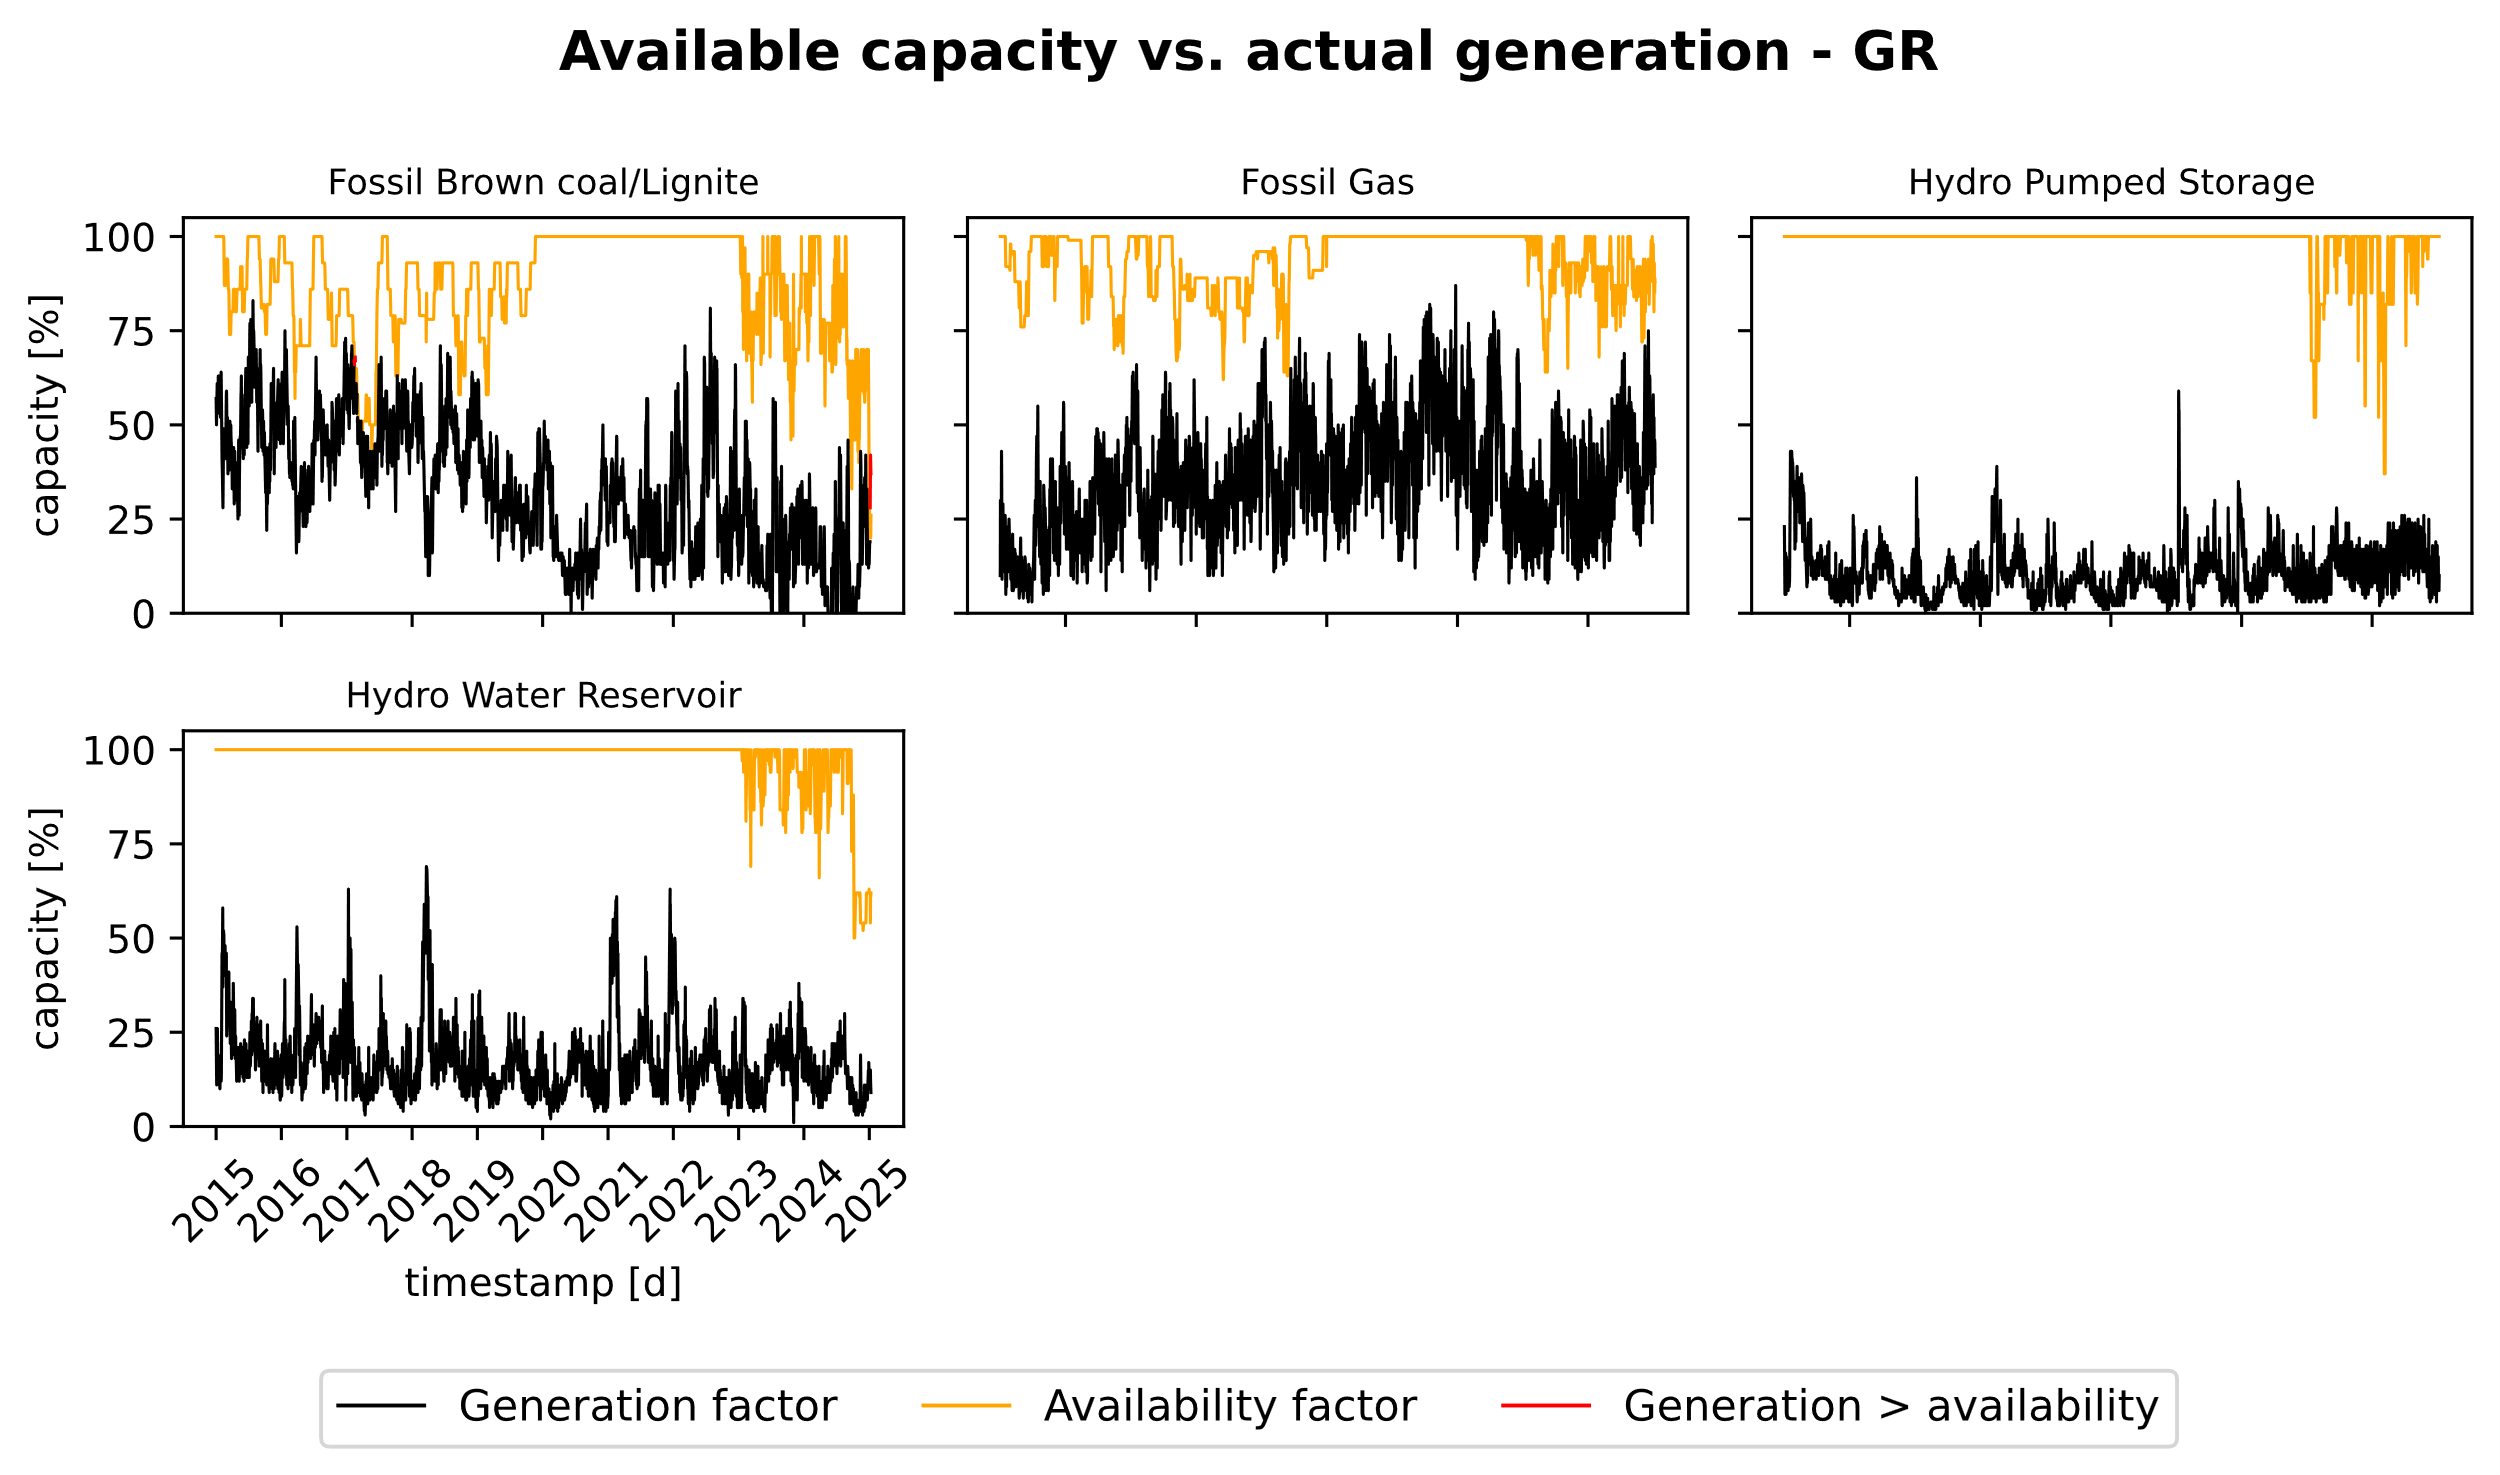 Available capacity vs. actual generation - GR
Fossil Brown coal/Lignite
Fossil Gas
Hydro Pumped Storage
capacity [%]
100
75
50
25
0
Hydro Water Reservoir
capacity [%]
100
75
50
25
0
2015
2016
2017
2018
2019
2020
2021
2022
2023
2024
2025
timestamp [d]
Generation factor
Availability factor
Generation > availability